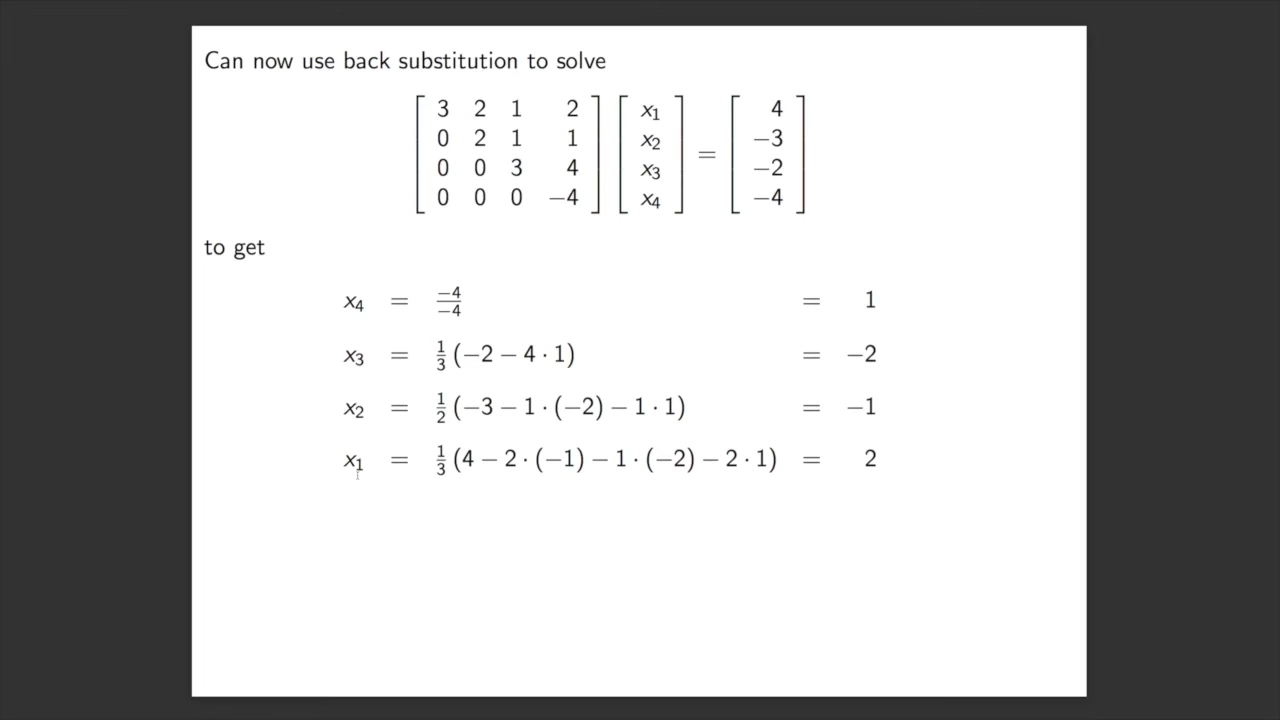 Can now use back substitution to solve
[ 3 2 1 2 ] [ x₁ ] [ 4 ]
[ 0 2 1 1 ] [ x₂ ] = [ −3 ]
[ 0 0 3 4 ] [ x₃ ] [ −2 ]
[ 0 0 0 −4 ] [ x₄ ] [ −4 ]
to get
x₄ = −4/−4 = 1
x₃ = 1/3 (−2 − 4 · 1) = −2
x₂ = 1/2 (−3 − 1 · (−2) − 1 · 1) = −1
x₁ = 1/3 (4 − 2 · (−1) − 1 · (−2) − 2 · 1) = 2